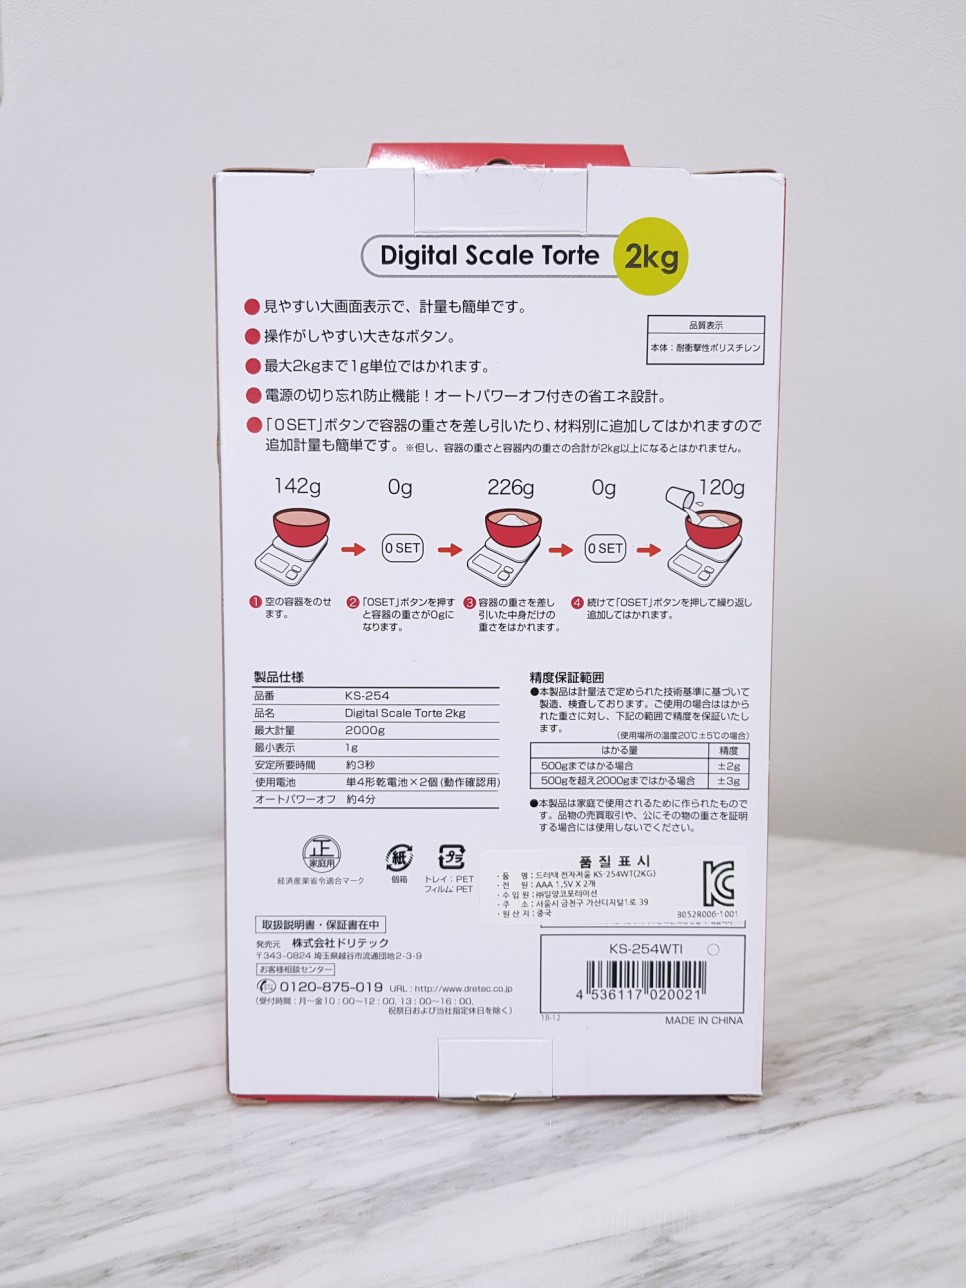 Digital Scale Torte 2kg
●見やすい大画面表示で、計量も簡単です。
●操作がしやすい大きなボタン。
●最大2kgまで1g単位ではかれます。
●電源の切り忘れ防止機能！オートパワーオフ付きの省エネ設計。
●「0SET」ボタンで容器の重さを差し引いたり、材料別に追加してはかれますので
追加計量も簡単です。※但し、容器の重さと容器内の重さの合計が2kg以上になるとはかれません。
品質表示
本体：耐衝撃性ポリスチレン
142g 0g 226g 0g 120g
0 SET 0 SET
1 空の容器をのせ
ます。
2 「0SET」ボタンを押す
と容器の重さが0gに
なります。
3 容器の重さを差し
引いた中身だけの
重さをはかれます。
4 続けて「0SET」ボタンを押して繰り返し
追加してはかれます。
製品仕様
品番 KS-254
品名 Digital Scale Torte 2kg
最大計量 2000g
最小表示 1g
安定所要時間 約3秒
使用電池 単4形乾電池×2個(動作確認用)
オートパワーオフ 約4分
精度保証範囲
●本製品は計量法で定められた技術基準に基づいて
製造、検査しております。ご使用の場合ははから
れた重さに対し、下記の範囲で精度を保証いたし
ます。
(使用場所の温度20℃±5℃の場合)
はかる量 精度
500gまではかる場合 ±2g
500gを超え2000gまではかる場合 ±3g
●本製品は家庭で使用されるために作られたもので
す。品物の売買取引や、公にその物の重さを証明
する場合には使用しないでください。
正
家庭用
経済産業省令適合マーク
紙
個箱
プラ
トレイ：PET
フィルム：PET
품 질 표 시
· 품 명 : 드리텍 전자저울 KS-254WT(2KG)
· 전 원 : AAA 1,5V X 2개
· 수 입 원 : ㈜일양코포레이션
· 주 소 : 서울시 금천구 가산디지털1로 39
· 원 산 지 : 중국
B052R006-1001
取扱説明書・保証書在中
発売元 株式会社ドリテック
〒343-0824 埼玉県越谷市流通団地2-3-9
お客様相談センター
0120-875-019 URL : http://www.dretec.co.jp
(受付時間：月～金10：00～12：00, 13：00～16：00,
祝祭日および当社指定休日を除く)
KS-254WTI
4 536117 020021
18-12
MADE IN CHINA